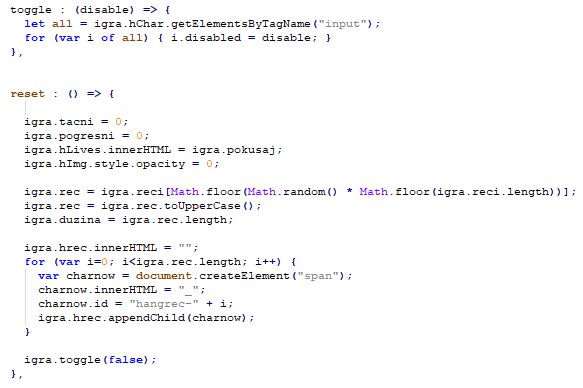 toggle : (disable) => {
let all = igra.hChar.getElementsByTagName("input");
for (var i of all) { i.disabled = disable; }
},
reset : () => {
igra.tacni = 0;
igra.pogresni = 0;
igra.hLives.innerHTML = igra.pokusaj;
igra.hImg.style.opacity = 0;
igra.rec = igra.reci[Math.floor(Math.random() * Math.floor(igra.reci.length))];
igra.rec = igra.rec.toUpperCase();
igra.duzina = igra.rec.length;
igra.hrec.innerHTML = "";
for (var i=0; i<igra.rec.length; i++) {
var charnow = document.createElement("span");
charnow.innerHTML = "_";
charnow.id = "hangrec-" + i;
igra.hrec.appendChild(charnow);
}
igra.toggle(false);
},